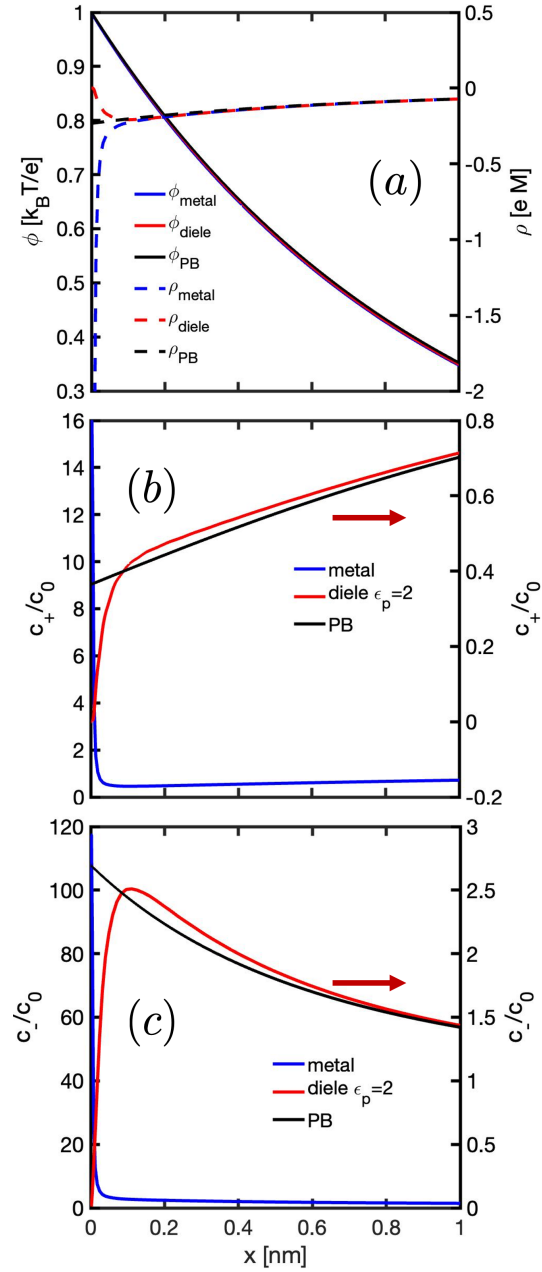 1
0.9
0.8
0.7
0.6
0.5
0.4
0.3
ϕ [k_BT/e]
0.5
0
-0.5
-1
-1.5
-2
ρ [e M]
(a)
ϕ_metal
ϕ_diele
ϕ_PB
ρ_metal
ρ_diele
ρ_PB
16
14
12
10
8
6
4
2
0
c_+/c_0
0.8
0.6
0.4
0.2
0
-0.2
c_+/c_0
(b)
metal
diele ϵ_p=2
PB
120
100
80
60
40
20
0
c_-/c_0
3
2.5
2
1.5
1
0.5
0
c_-/c_0
(c)
metal
diele ϵ_p=2
PB
0 0.2 0.4 0.6 0.8 1
x [nm]